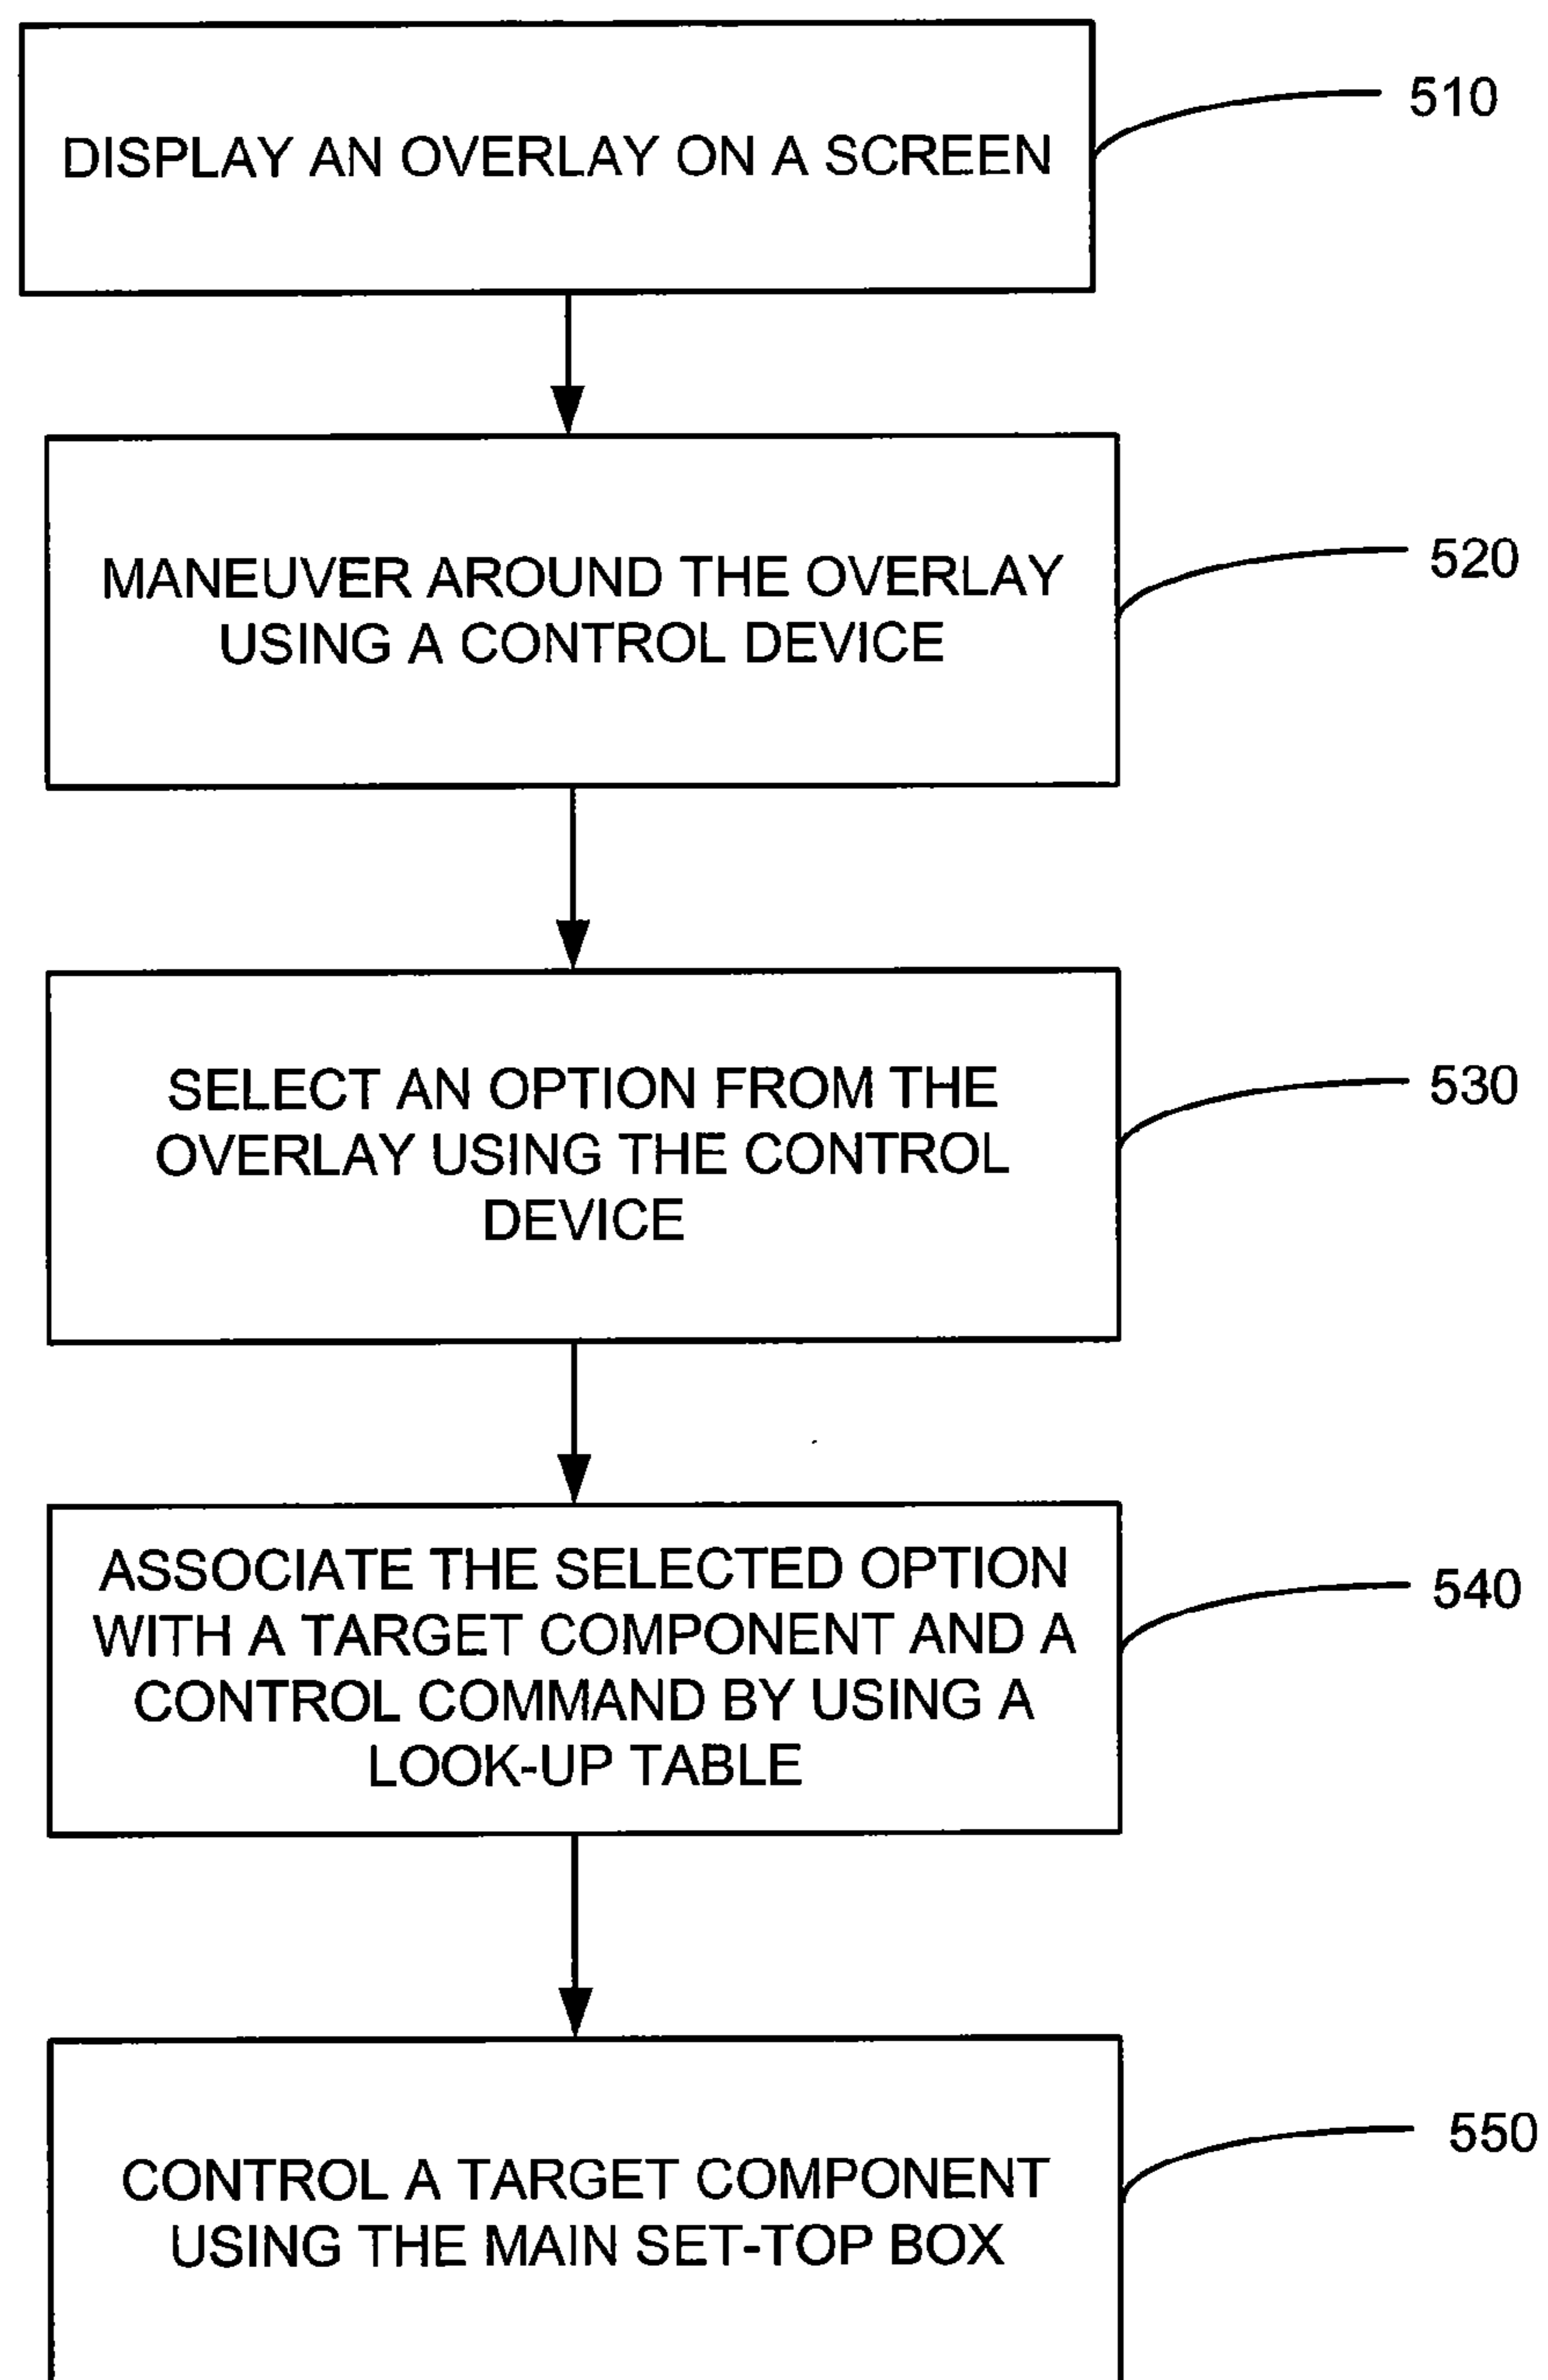 DISPLAY AN OVERLAY ON A SCREEN
510
MANEUVER AROUND THE OVERLAY
USING A CONTROL DEVICE
520
SELECT AN OPTION FROM THE
OVERLAY USING THE CONTROL
DEVICE
530
ASSOCIATE THE SELECTED OPTION
WITH A TARGET COMPONENT AND A
CONTROL COMMAND BY USING A
LOOK-UP TABLE
540
CONTROL A TARGET COMPONENT
USING THE MAIN SET-TOP BOX
550